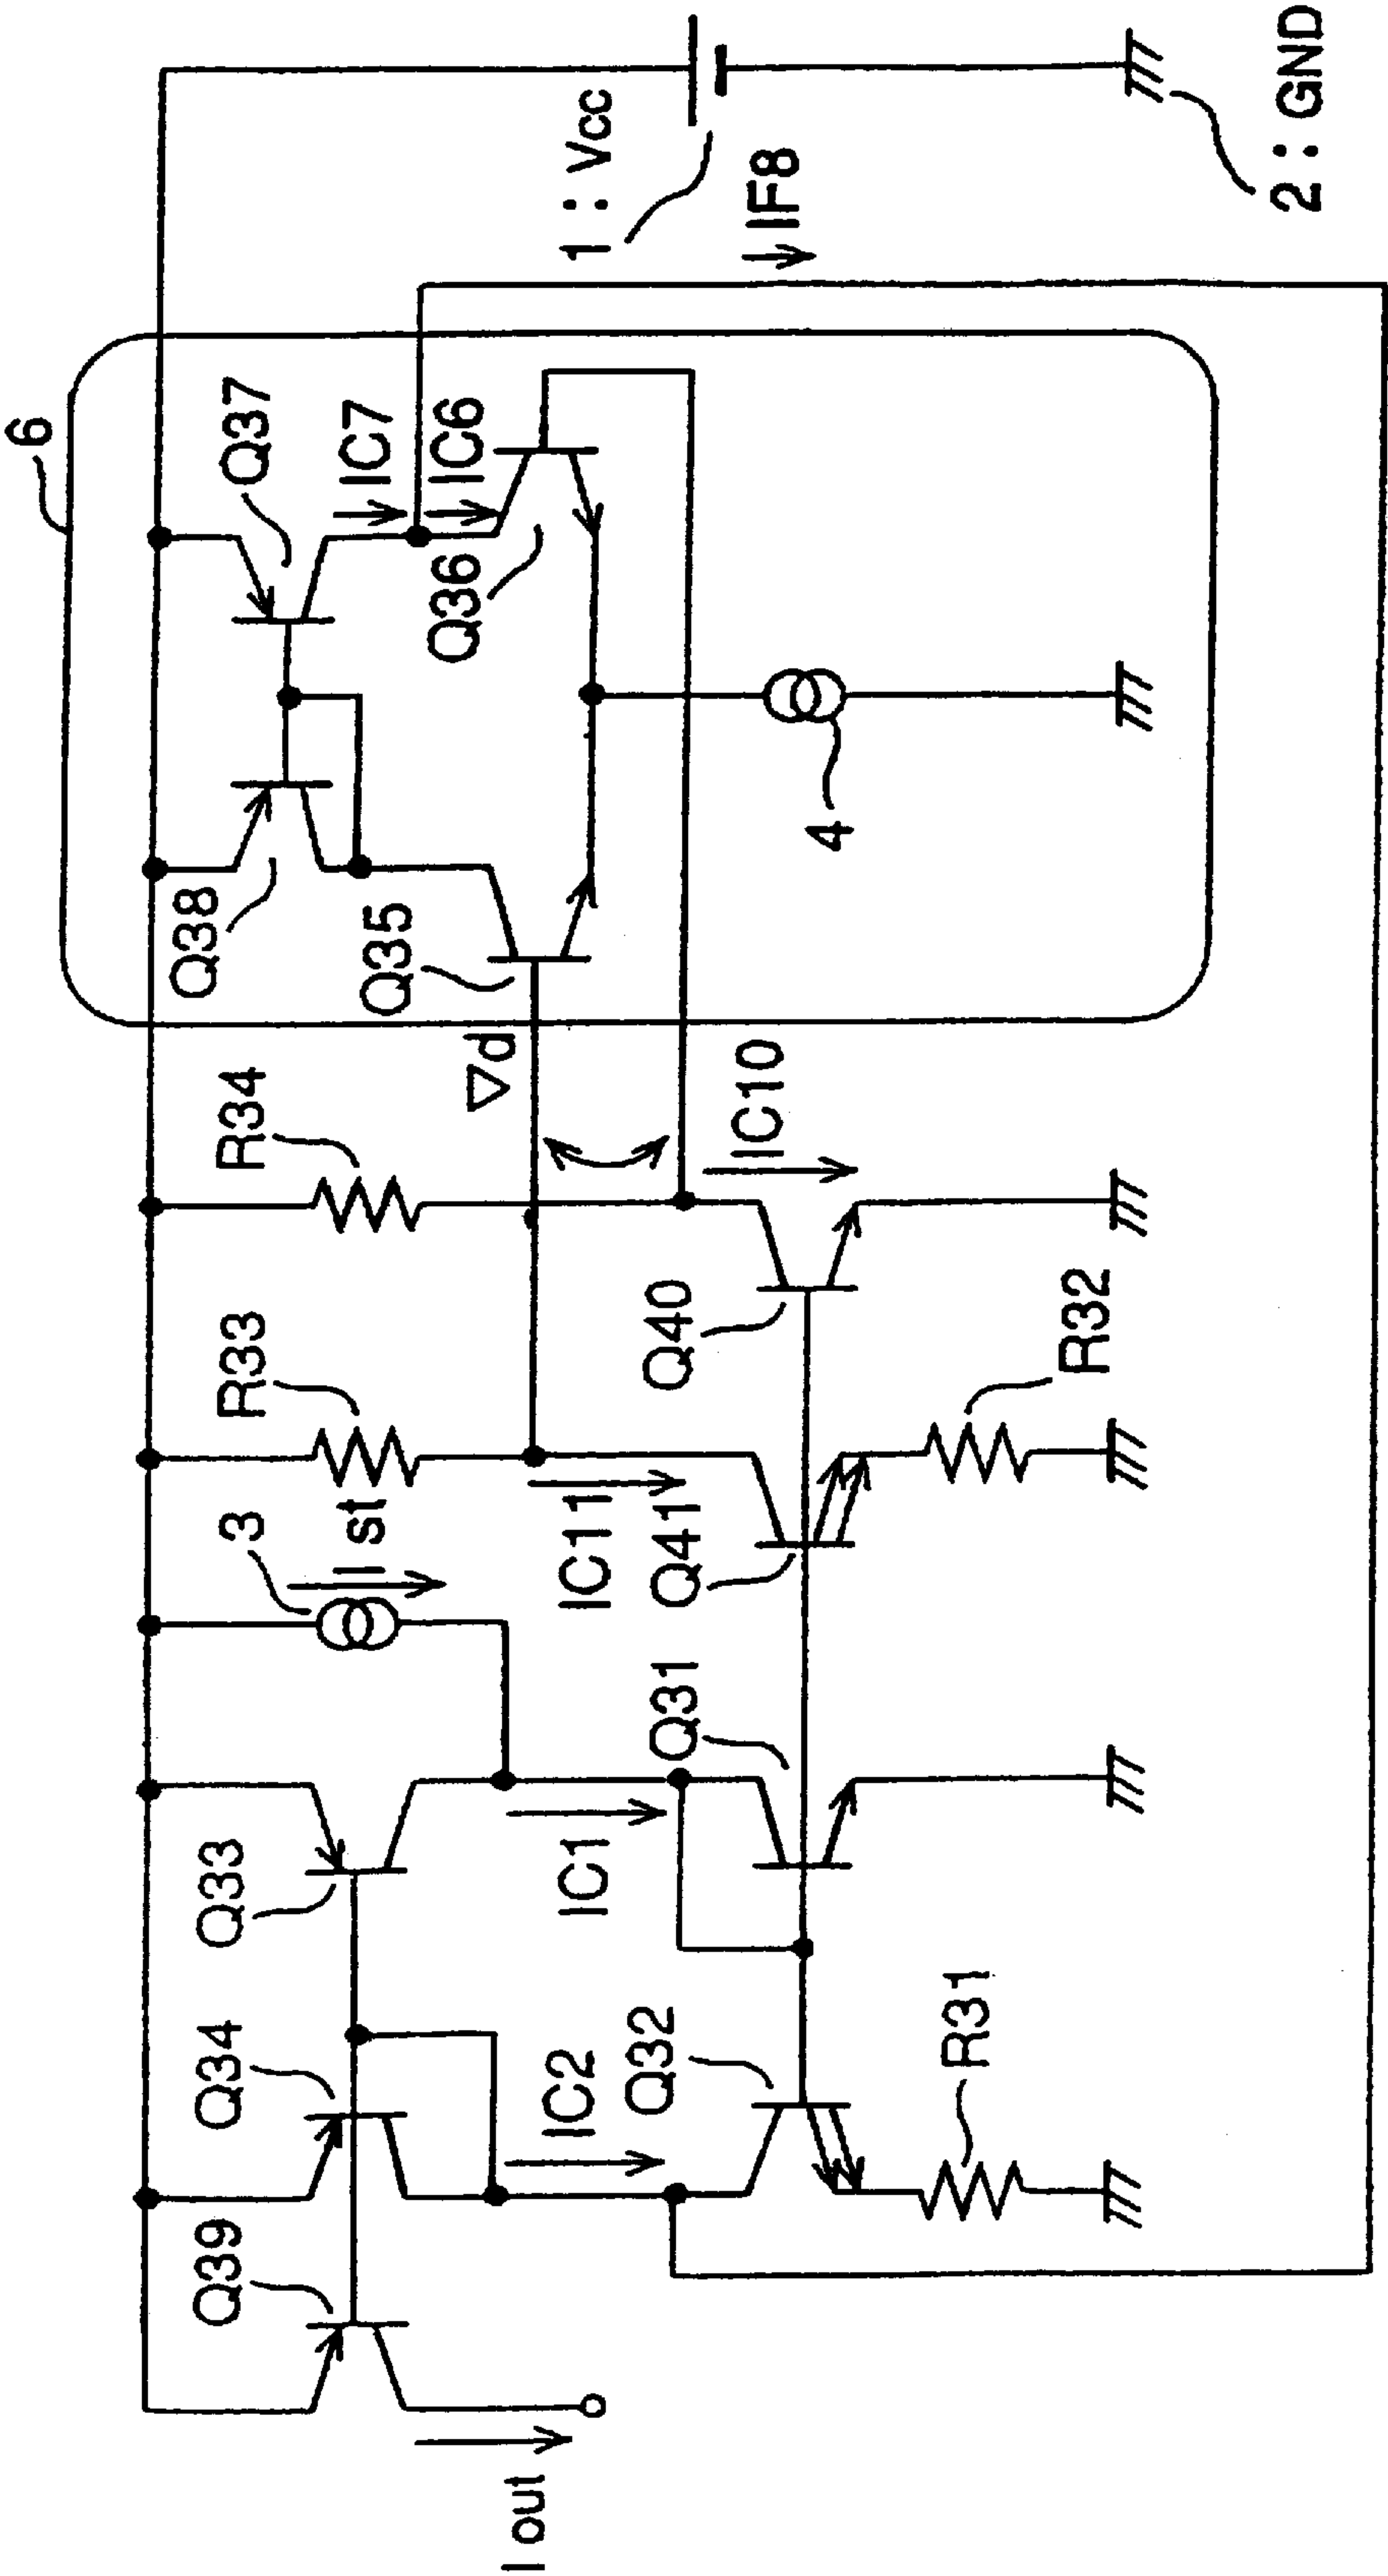 6
Q37
Q38
IC7
IC6
Q36
Q35
4
1 : Vcc
IF8
2 : GND
R34
▽d
IC10
Q40
R33
R32
3
I st
IC11
Q41
Q33
IC1
Q31
Q34
IC2
Q32
R31
Q39
I out